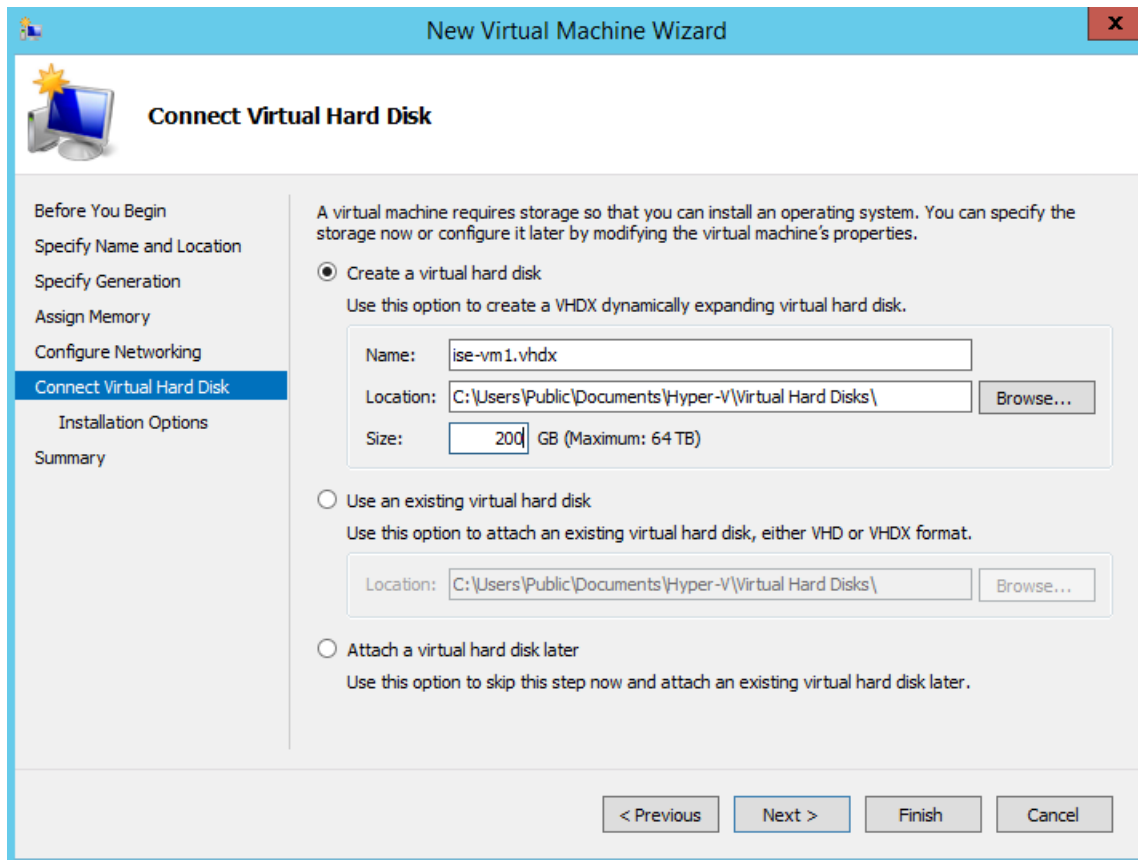 New Virtual Machine Wizard
x
Connect Virtual Hard Disk
Before You Begin
Specify Name and Location
Specify Generation
Assign Memory
Configure Networking
Connect Virtual Hard Disk
Installation Options
Summary
A virtual machine requires storage so that you can install an operating system. You can specify the
storage now or configure it later by modifying the virtual machine's properties.
Create a virtual hard disk
Use this option to create a VHDX dynamically expanding virtual hard disk.
Name: ise-vm1.vhdx
Location: C:\Users\Public\Documents\Hyper-V\Virtual Hard Disks\ Browse...
Size: 200 GB (Maximum: 64 TB)
Use an existing virtual hard disk
Use this option to attach an existing virtual hard disk, either VHD or VHDX format.
Location: C:\Users\Public\Documents\Hyper-V\Virtual Hard Disks\ Browse...
Attach a virtual hard disk later
Use this option to skip this step now and attach an existing virtual hard disk later.
< Previous Next > Finish Cancel